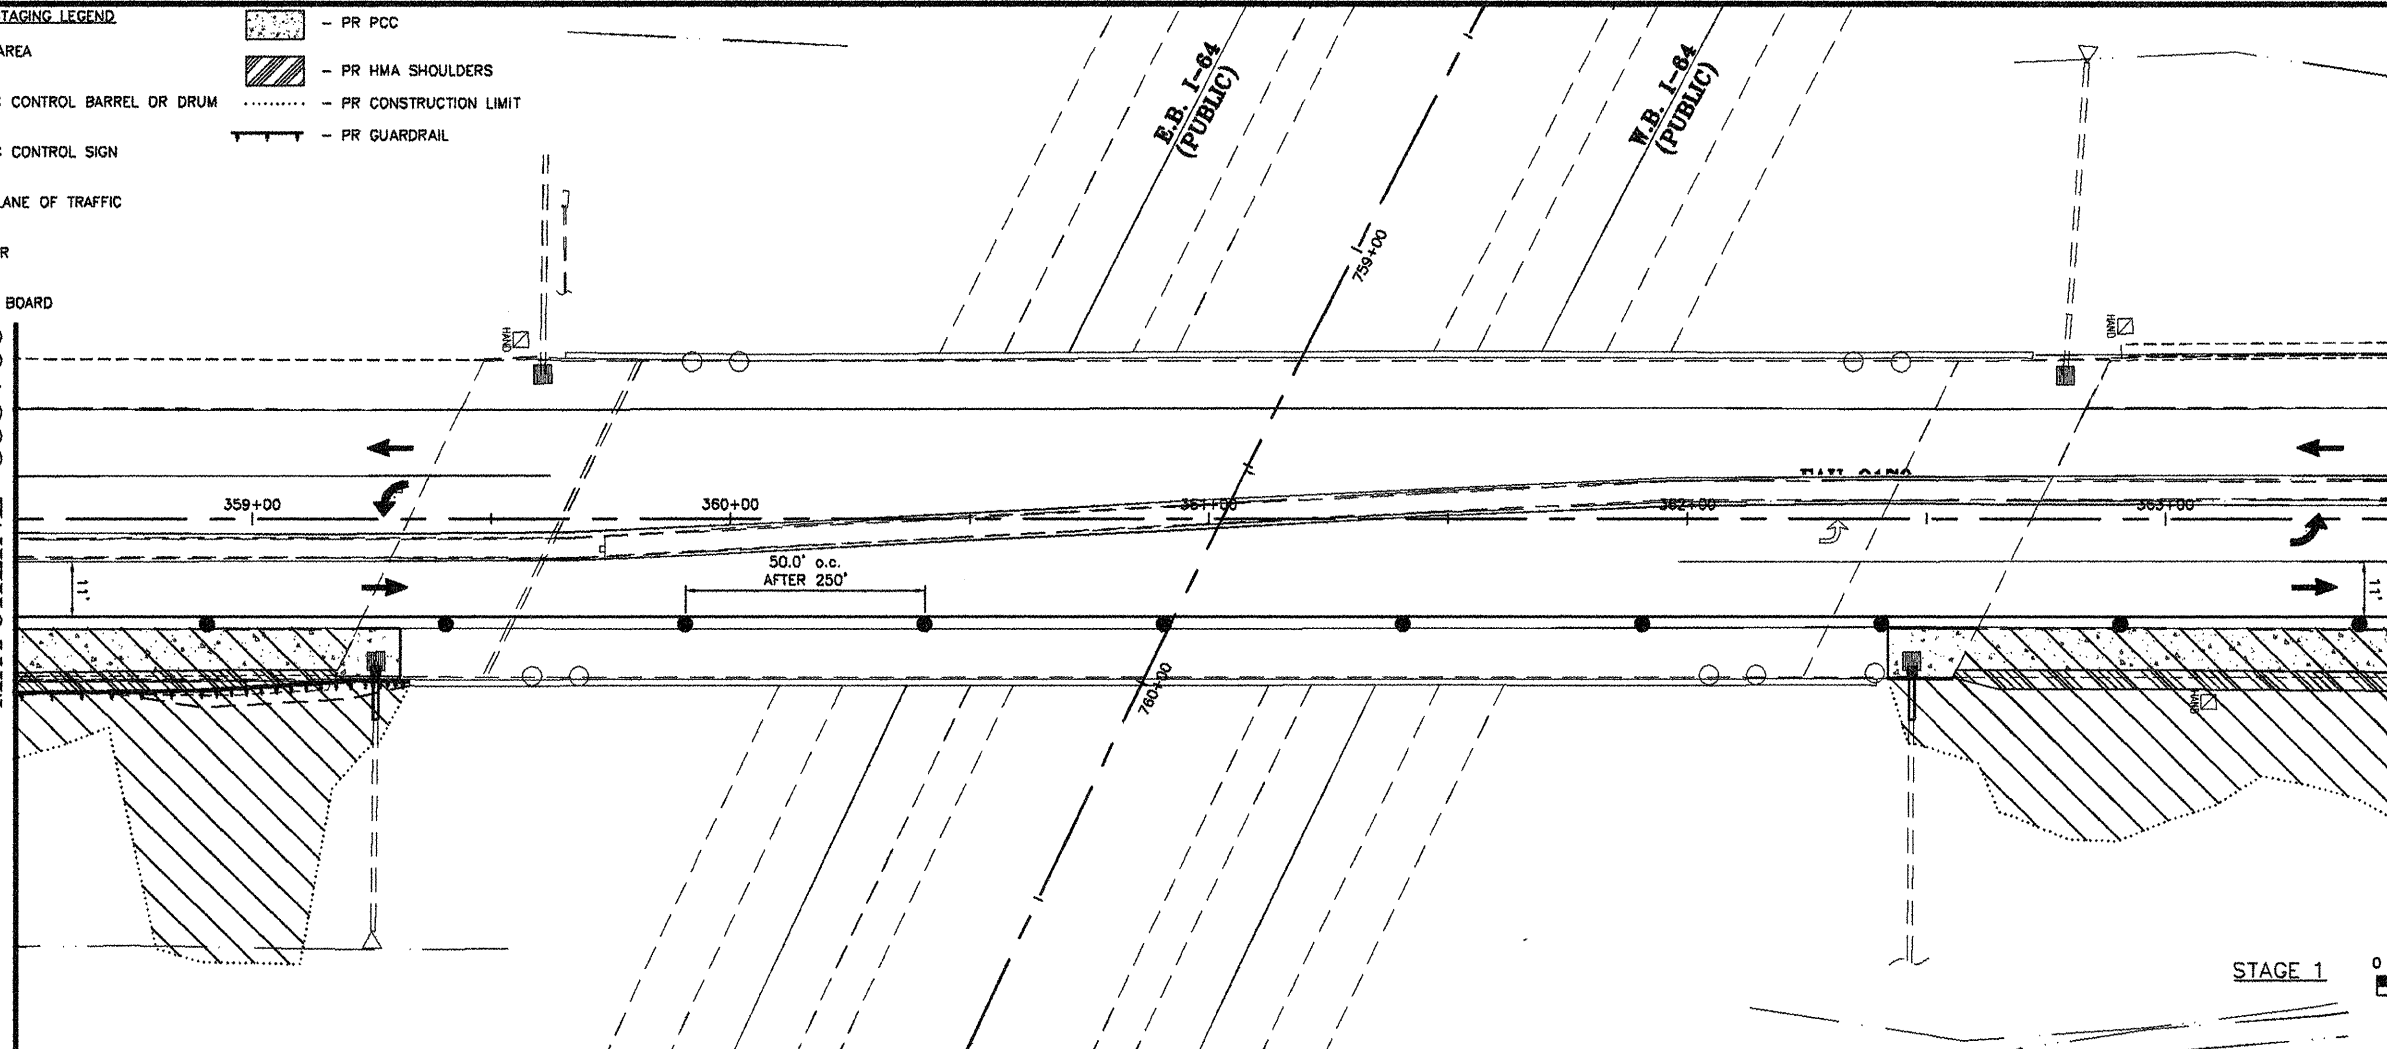 TAGING LEGEND
- PR PCC
AREA
- PR HMA SHOULDERS
CONTROL BARREL OR DRUM
- PR CONSTRUCTION LIMIT
- PR GUARDRAIL
CONTROL SIGN
LANE OF TRAFFIC
R
BOARD
E.B. I-64
(PUBLIC)
W.B. I-64
(PUBLIC)
759+00
HAND
HAND
359+00
360+00
361+00
362+00
363+00
50.0' o.c.
AFTER 250'
11'
11'
760+00
HAND
STAGE 1
0